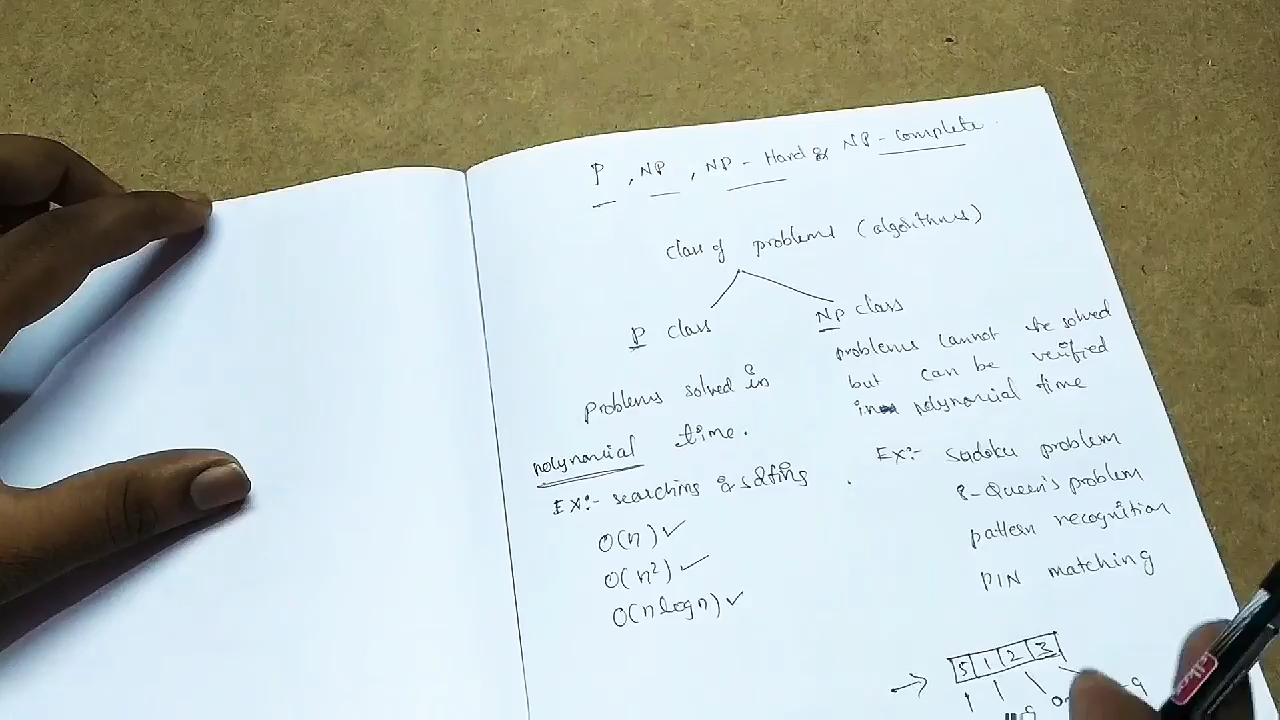 P , NP , NP - Hard & NP - complete
class of problems (algorithms)
P class
problems solved in
polynomial time.
Ex:- searching & sorting
O(n) ✓
O(n²) ✓
O(n log n) ✓
NP class
problems cannot be solved
but can be verified
in polynomial time
Ex:- Sudoku problem
8-Queen's problem
pattern recognition
PIN matching
→ 5 1 2 3